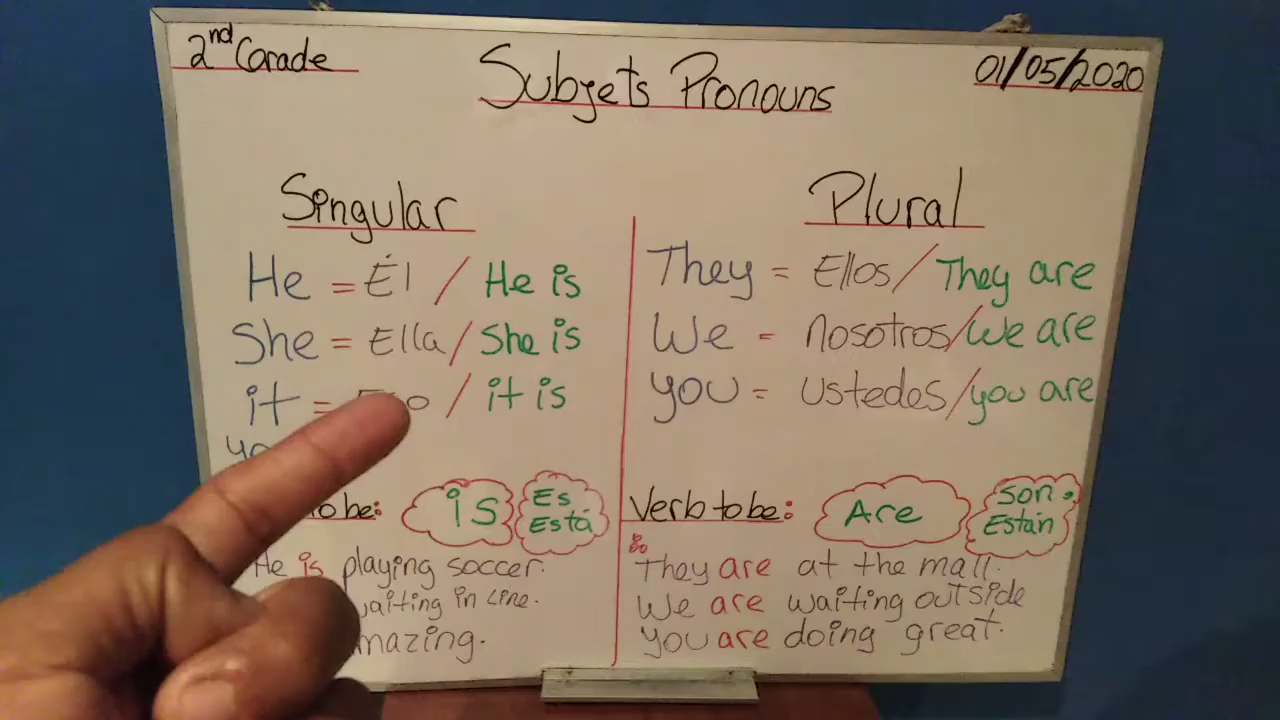 2nd Grade
Subjets Pronouns
01/05/2020
Singular
He = Él / He is
She = Ella / She is
it = / it is
Plural
They = Ellos / They are
We = nosotros / we are
you = ustedes / you are
be:
is
Es
Está
He is playing soccer.
waiting in line.
amazing.
Verb to be:
Are
Son,
Están
They are at the mall.
We are waiting outside
you are doing great.